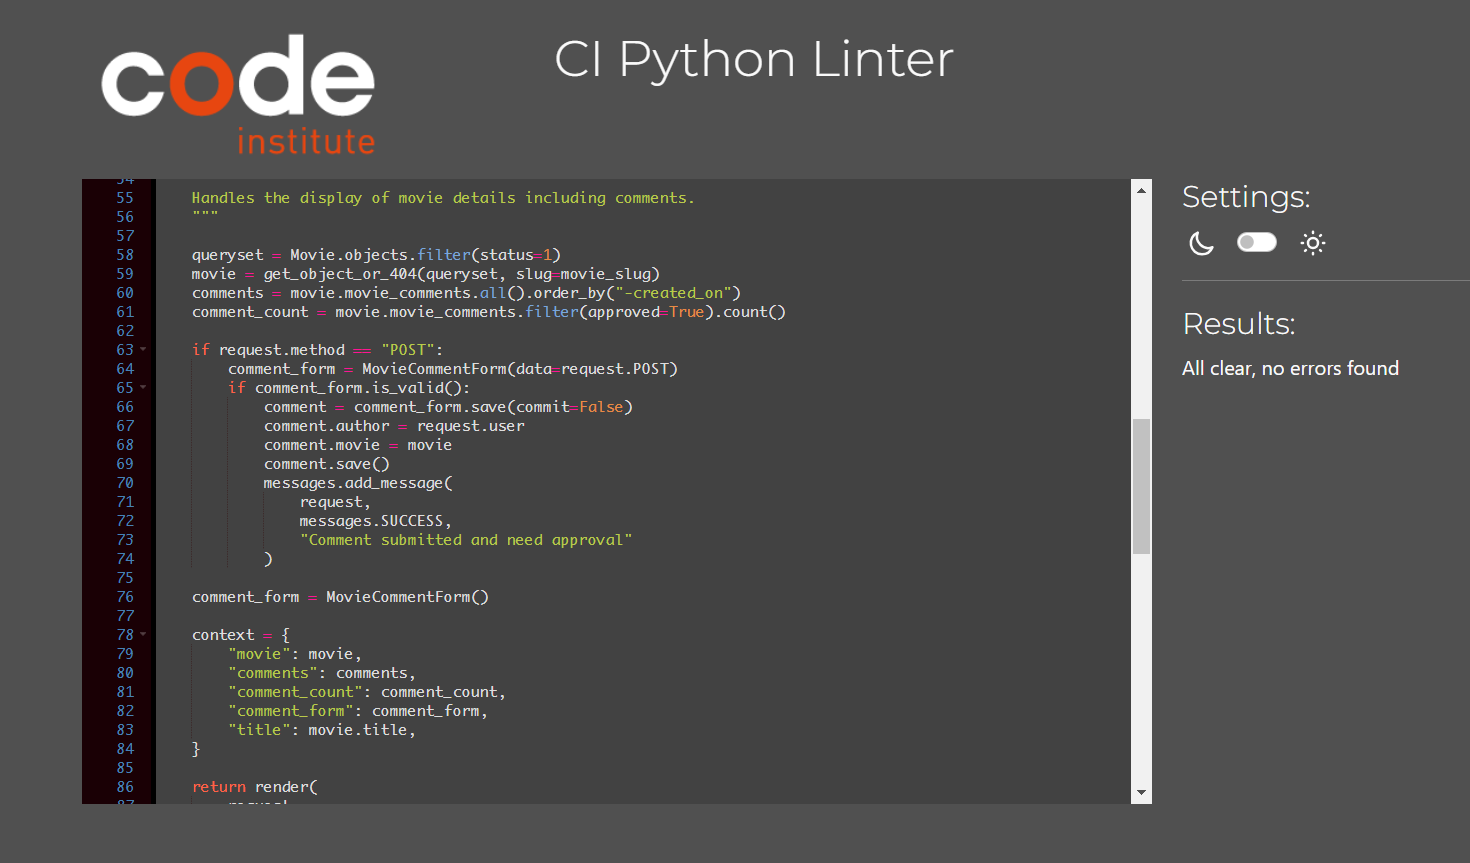 code
institute
CI Python Linter
54
55 Handles the display of movie details including comments.
56 """
57
58 queryset = Movie.objects.filter(status=1)
59 movie = get_object_or_404(queryset, slug=movie_slug)
60 comments = movie.movie_comments.all().order_by("-created_on")
61 comment_count = movie.movie_comments.filter(approved=True).count()
62
63 if request.method == "POST":
64 comment_form = MovieCommentForm(data=request.POST)
65 if comment_form.is_valid():
66 comment = comment_form.save(commit=False)
67 comment.author = request.user
68 comment.movie = movie
69 comment.save()
70 messages.add_message(
71 request,
72 messages.SUCCESS,
73 "Comment submitted and need approval"
74 )
75
76 comment_form = MovieCommentForm()
77
78 context = {
79 "movie": movie,
80 "comments": comments,
81 "comment_count": comment_count,
82 "comment_form": comment_form,
83 "title": movie.title,
84 }
85
86 return render(
87 request
Settings:
Results:
All clear, no errors found